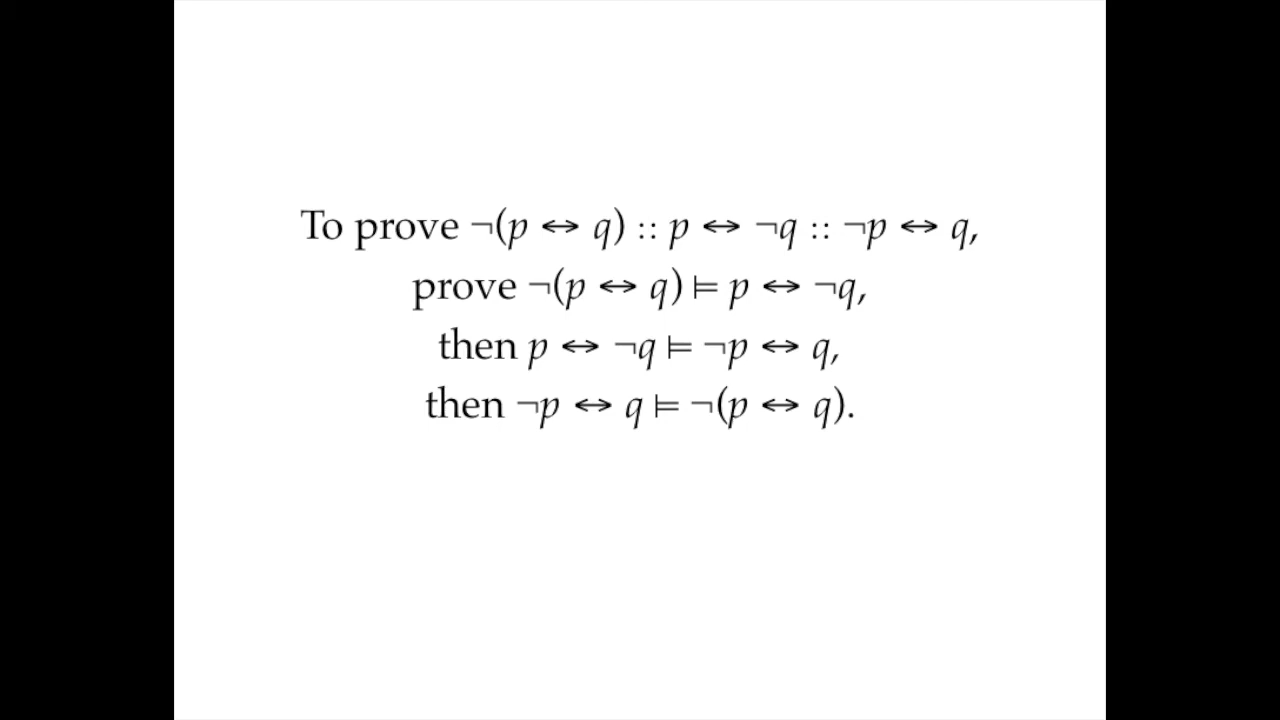 To prove ¬(p ↔ q) :: p ↔ ¬q :: ¬p ↔ q,
prove ¬(p ↔ q) ⊨ p ↔ ¬q,
then p ↔ ¬q ⊨ ¬p ↔ q,
then ¬p ↔ q ⊨ ¬(p ↔ q).